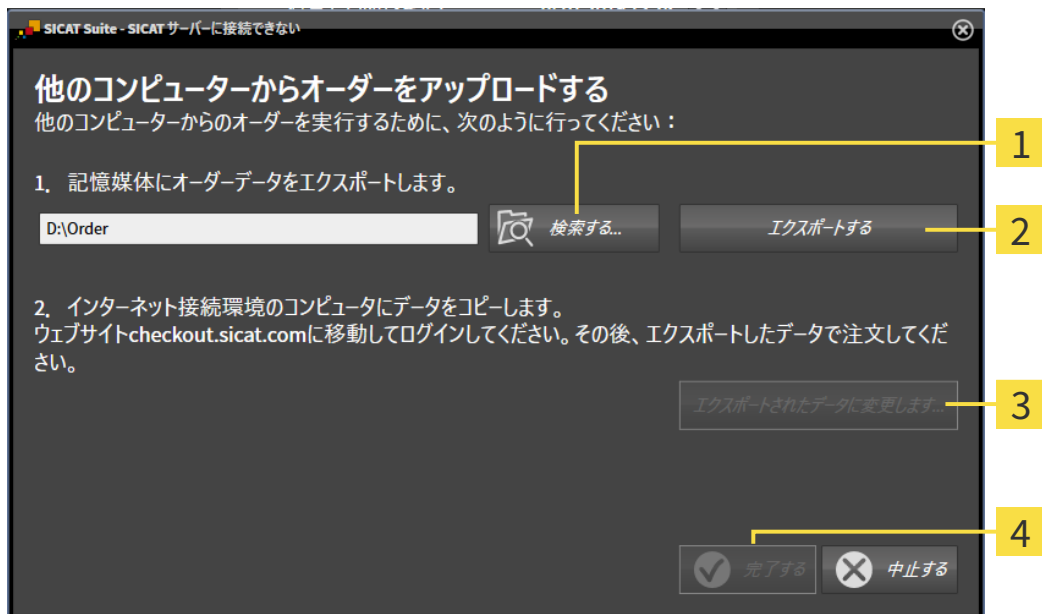 SICAT Suite - SICAT サーバーに接続できない
他のコンピューターからオーダーをアップロードする
他のコンピューターからのオーダーを実行するために、次のように行ってください：
1
1. 記憶媒体にオーダーデータをエクスポートします。
D:\Order
検索する...
エクスポートする
2
2. インターネット接続環境のコンピュータにデータをコピーします。
ウェブサイトcheckout.sicat.comに移動してログインしてください。その後、エクスポートしたデータで注文してくだ
さい。
エクスポートされたデータに変更します...
3
4
完了する
中止する